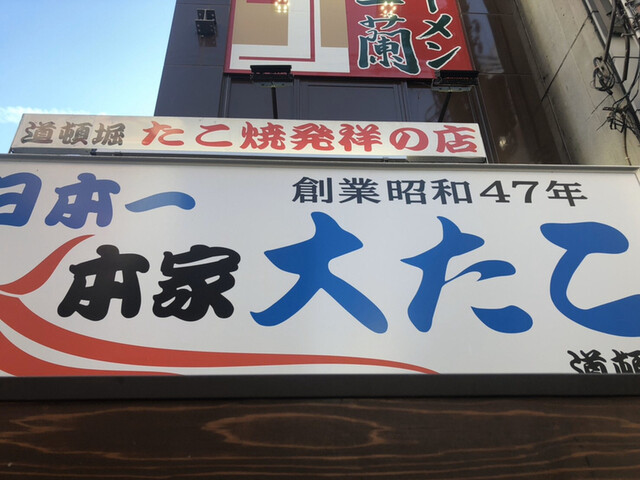 ーメン
蘭
道頓堀 たこ焼発祥の店
日本一
創業昭和47年
本家 大たこ
道頓